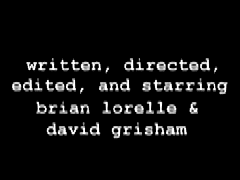 written, directed,
edited, and starring
brian lorelle &
david grisham